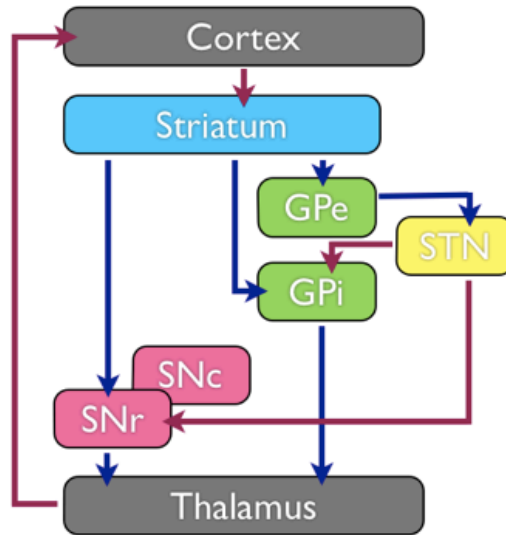 Cortex
Striatum
GPe
STN
GPi
SNc
SNr
Thalamus